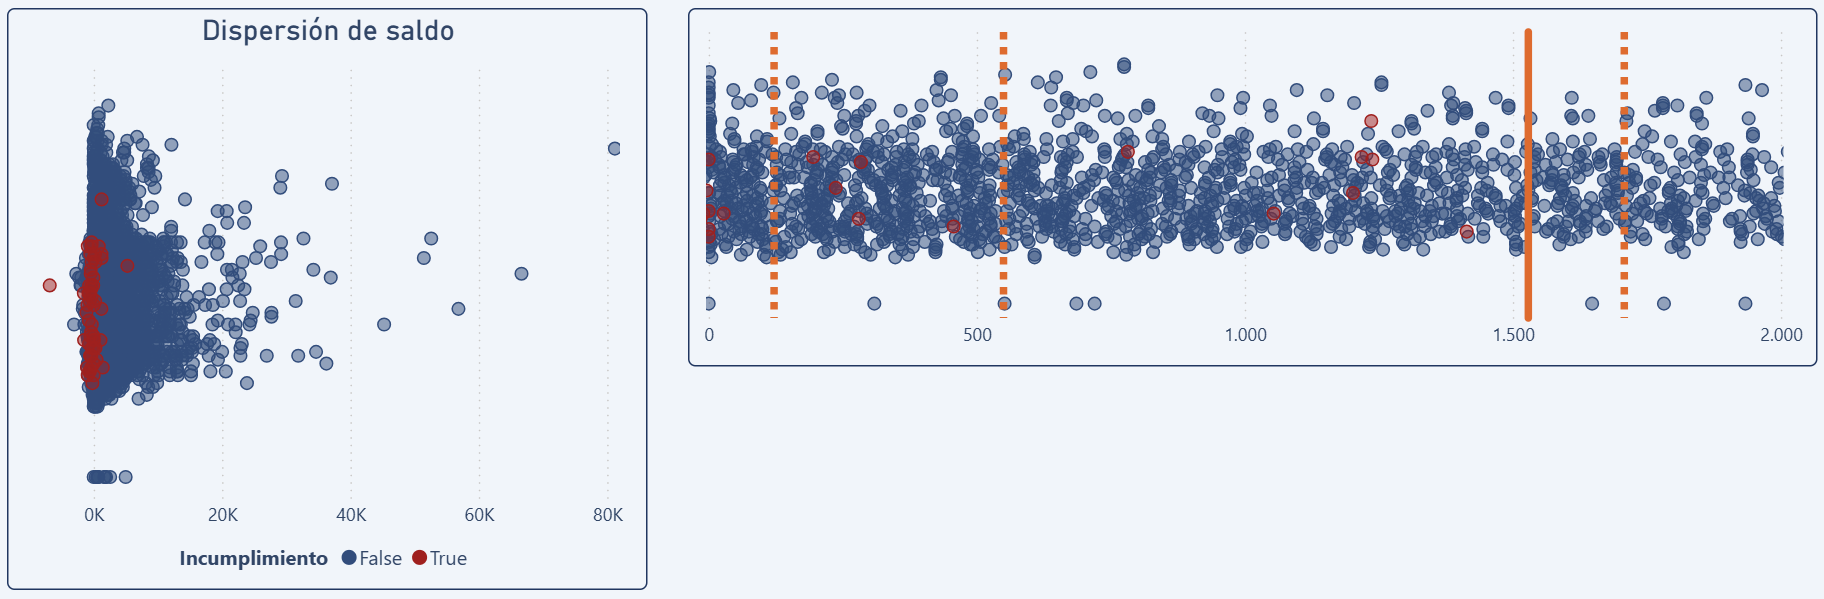 Dispersión de saldo
0K 20K 40K 60K 80K
Incumplimiento False True
0 500 1.000 1.500 2.000